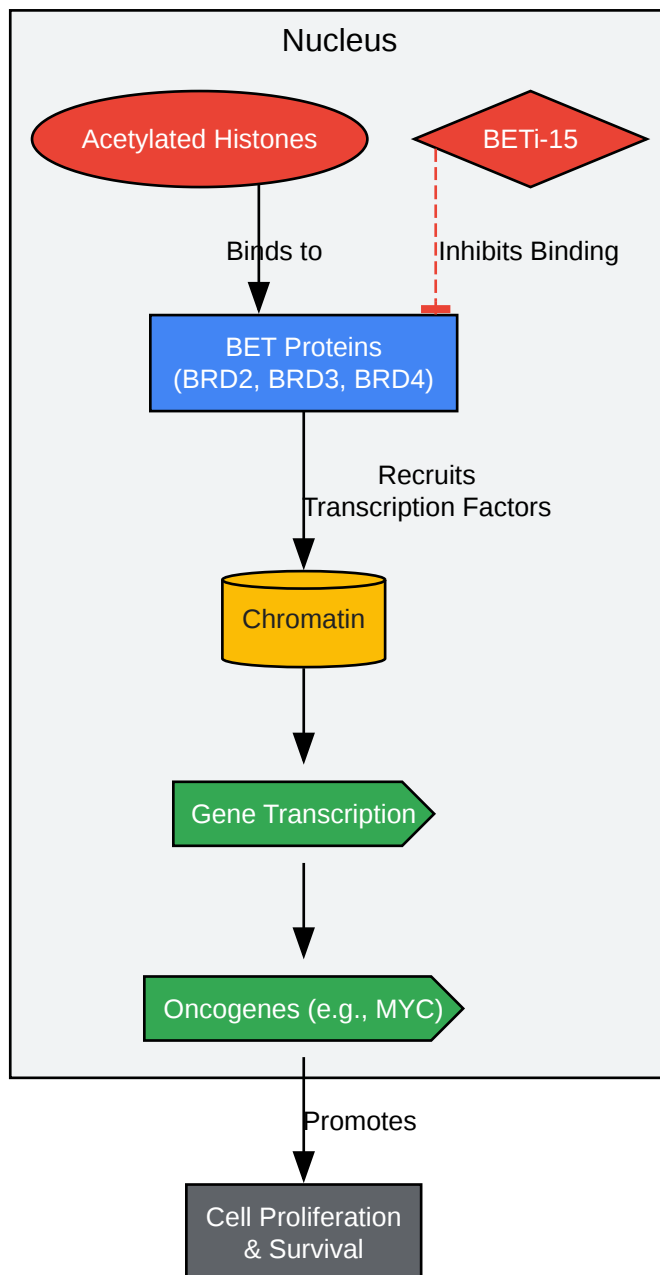 Nucleus
Acetylated Histones
BETi-15
Binds to
Inhibits Binding
BET Proteins
(BRD2, BRD3, BRD4)
Recruits
Transcription Factors
Chromatin
Gene Transcription
Oncogenes (e.g., MYC)
Promotes
Cell Proliferation
& Survival